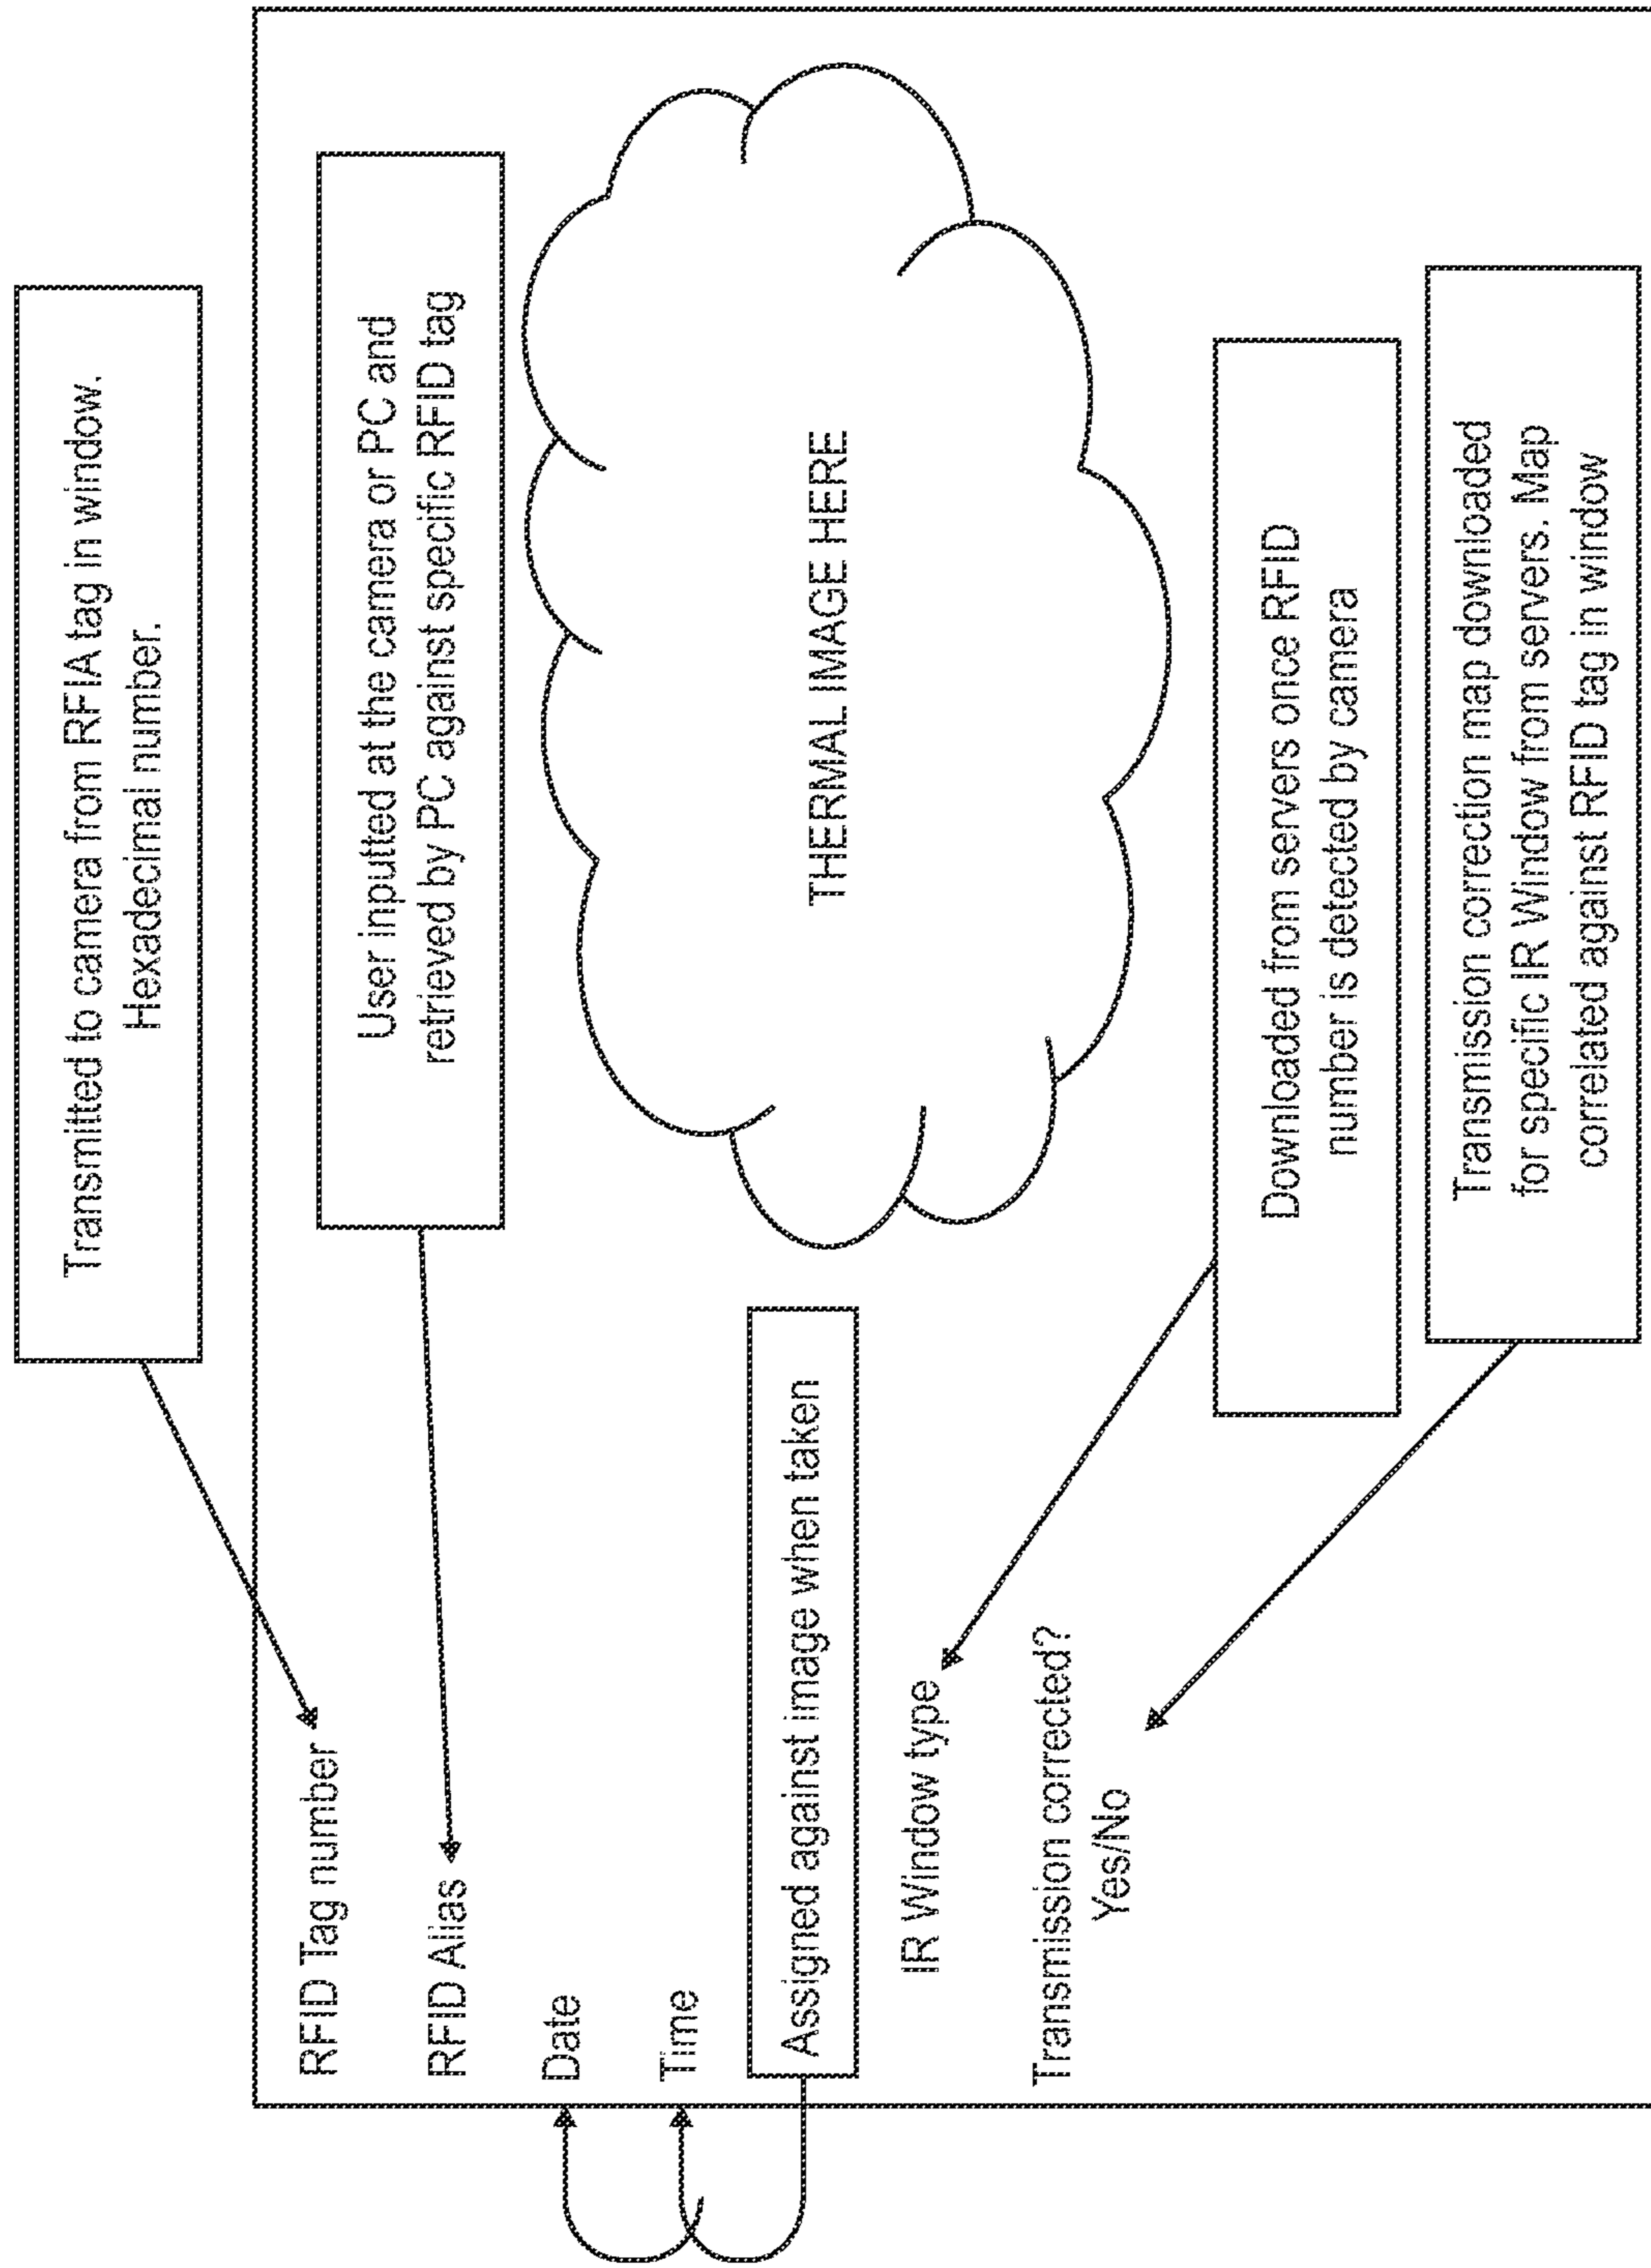 Transmitted to camera from RFIA tag in window.
Hexadecimal number.
RFID Tag number
User inputted at the camera or PC and
retrieved by PC against specific RFID tag
RFID Alias
Date
Time
Assigned against image when taken
THERMAL IMAGE HERE
IR Window type
Transmission corrected?
Yes/No
Downloaded from servers once RFID
number is detected by camera
Transmission correction map downloaded
for specific IR Window from servers. Map
correlated against RFID tag in window